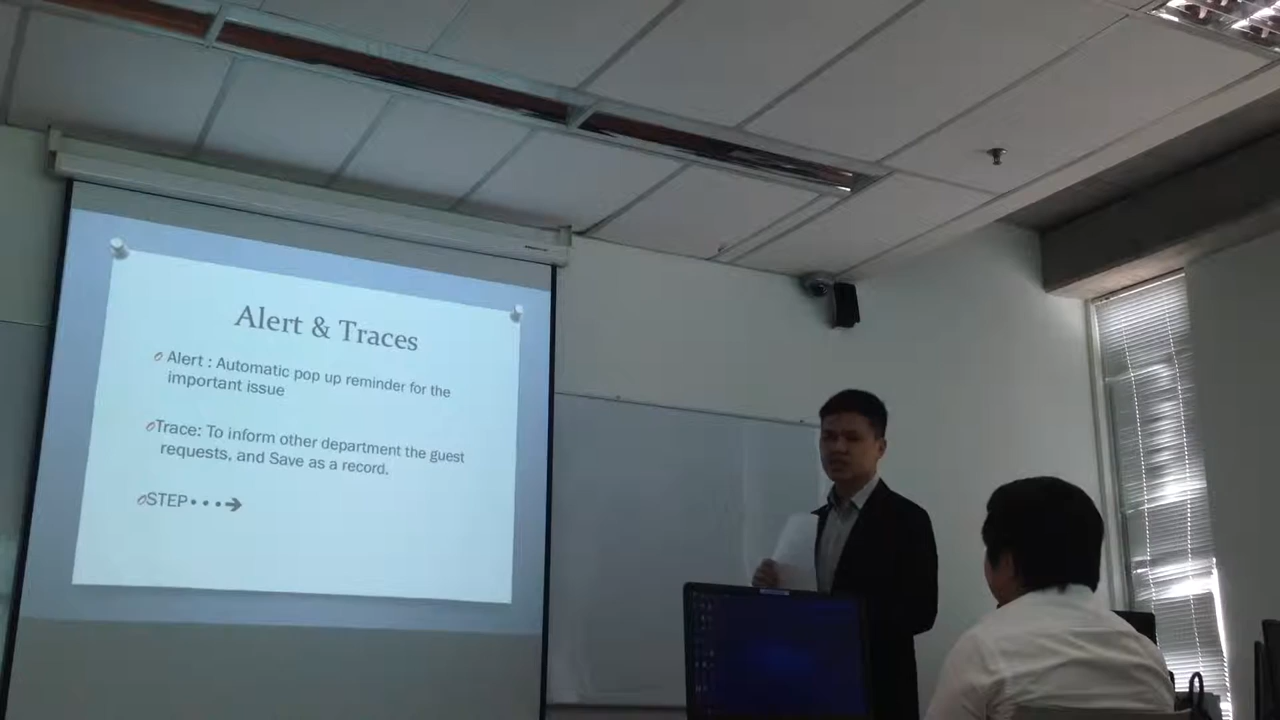 Alert & Traces
Alert : Automatic pop up reminder for the
important issue
Trace: To inform other department the guest
requests, and Save as a record.
STEP•••➔